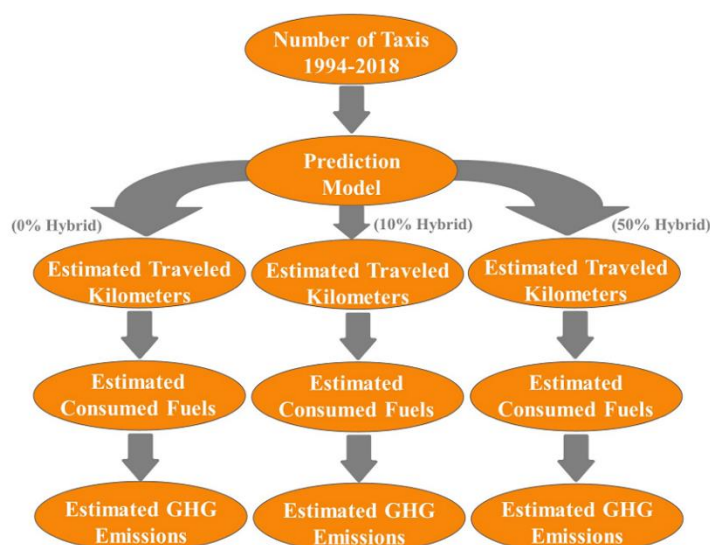 Number of Taxis
1994-2018
Prediction
Model
(0% Hybrid)
(10% Hybrid)
(50% Hybrid)
Estimated Traveled
Kilometers
Estimated Traveled
Kilometers
Estimated Traveled
Kilometers
Estimated
Consumed Fuels
Estimated
Consumed Fuels
Estimated
Consumed Fuels
Estimated GHG
Emissions
Estimated GHG
Emissions
Estimated GHG
Emissions